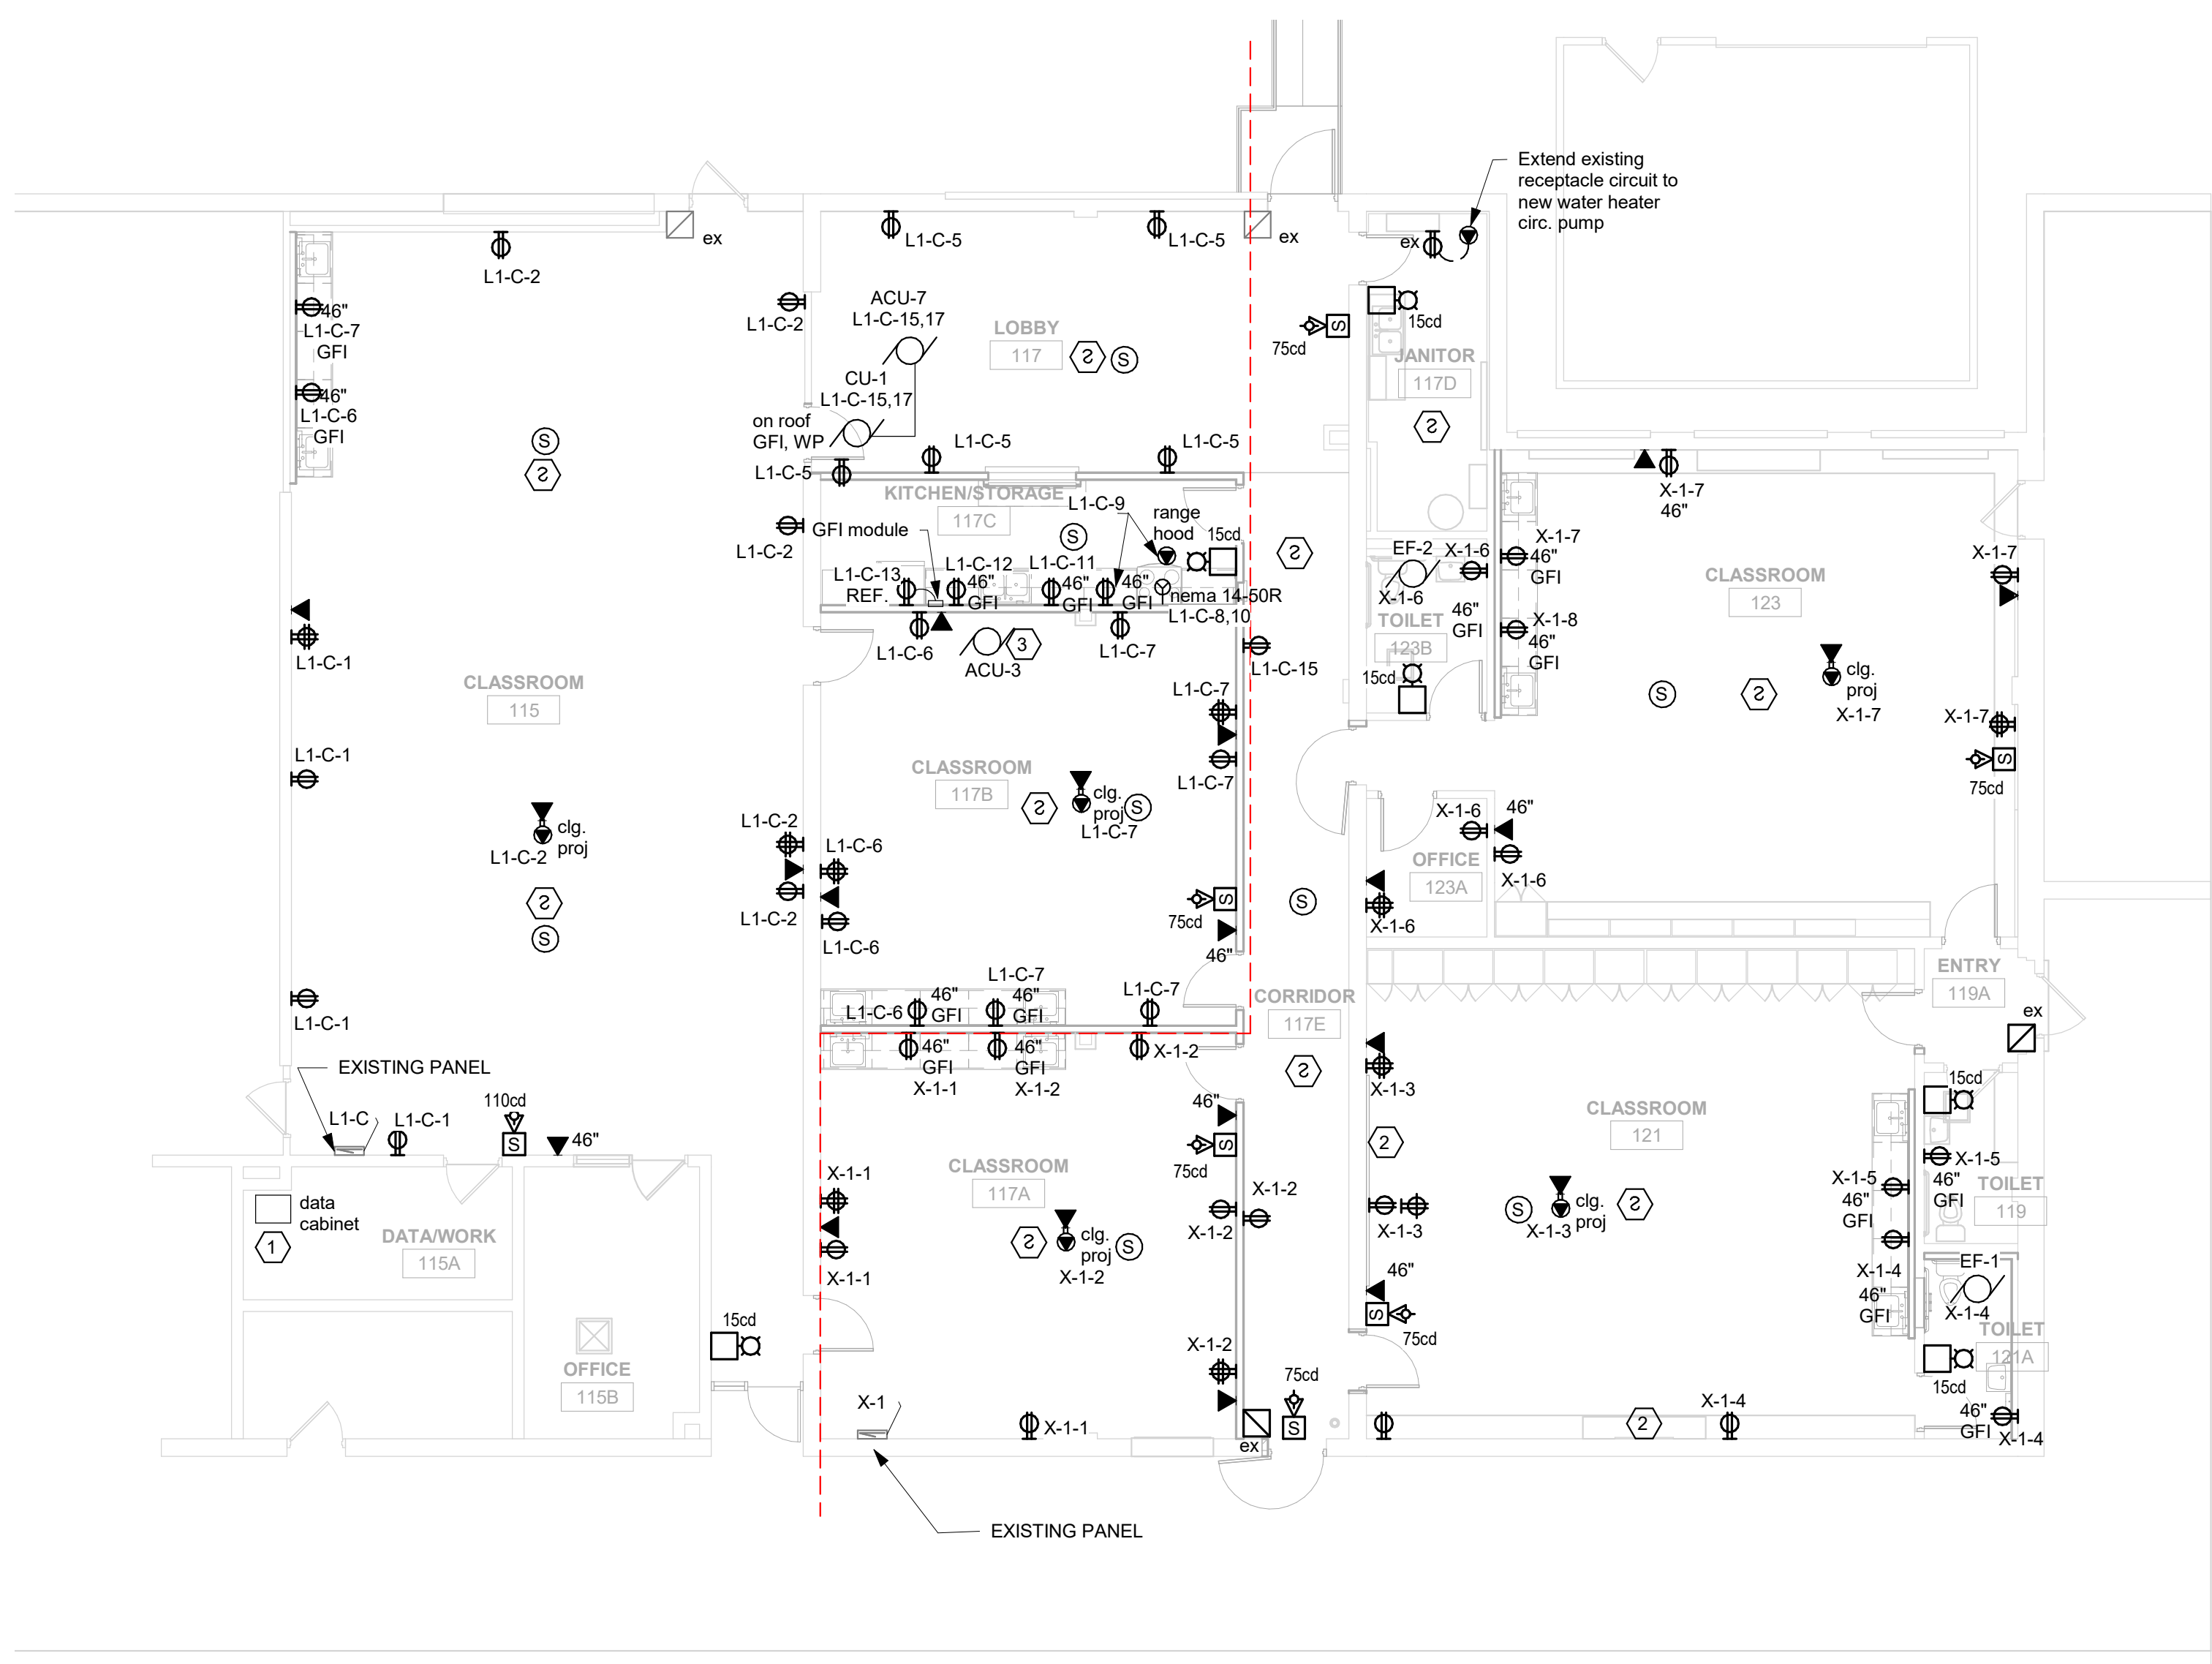 Extend existing
receptacle circuit to
new water heater
circ. pump
ex
L1-C-2
L1-C-5
L1-C-5
ex
ex
46"
L1-C-7
GFI
46"
L1-C-6
GFI
L1-C-2
ACU-7
L1-C-15,17
CU-1
L1-C-15,17
on roof
GFI, WP
L1-C-5
L1-C-5
L1-C-5
LOBBY
117
S
S
75cd
S
15cd
JANITOR
117D
S
S
S
L1-C-2
GFI module
KITCHEN/STORAGE
117C
S
L1-C-9
range
hood
15cd
L1-C-13
REF.
L1-C-12
46"
GFI
L1-C-11
46"
GFI
46"
GFI
nema 14-50R
L1-C-8,10
L1-C-6
ACU-3
3
L1-C-7
L1-C-15
S
EF-2
X-1-6
X-1-6
46"
GFI
TOILET
123B
15cd
X-1-7
46"
X-1-7
46"
GFI
X-1-8
46"
GFI
CLASSROOM
123
X-1-7
S
S
clg.
proj
X-1-7
X-1-7
S
75cd
L1-C-1
CLASSROOM
115
L1-C-1
clg.
proj
L1-C-2
S
S
L1-C-1
L1-C-2
L1-C-2
L1-C-6
L1-C-6
CLASSROOM
117B
S
clg.
proj
S
L1-C-7
L1-C-7
L1-C-7
S
75cd
46"
L1-C-7
L1-C-6
46"
GFI
46"
GFI
L1-C-7
S
CORRIDOR
117E
S
X-1-6
46"
OFFICE
123A
X-1-6
X-1-6
ENTRY
119A
ex
46"
GFI
X-1-1
46"
GFI
X-1-2
X-1-2
X-1-3
EXISTING PANEL
L1-C
L1-C-1
110cd
S
46"
data
cabinet
1
DATA/WORK
115A
OFFICE
115B
15cd
X-1-1
X-1-1
CLASSROOM
117A
S
clg.
proj
S
X-1-2
46"
S
75cd
X-1-2
X-1-2
X-1-2
X-1
X-1-1
ex
75cd
S
EXISTING PANEL
2
X-1-3
46"
S
75cd
CLASSROOM
121
S
clg.
proj
X-1-3
S
15cd
X-1-5
46"
GFI
X-1-5
46"
GFI
TOILET
119
X-1-4
46"
GFI
EF-1
X-1-4
TOILET
121A
15cd
2
X-1-4
46"
GFI
X-1-4